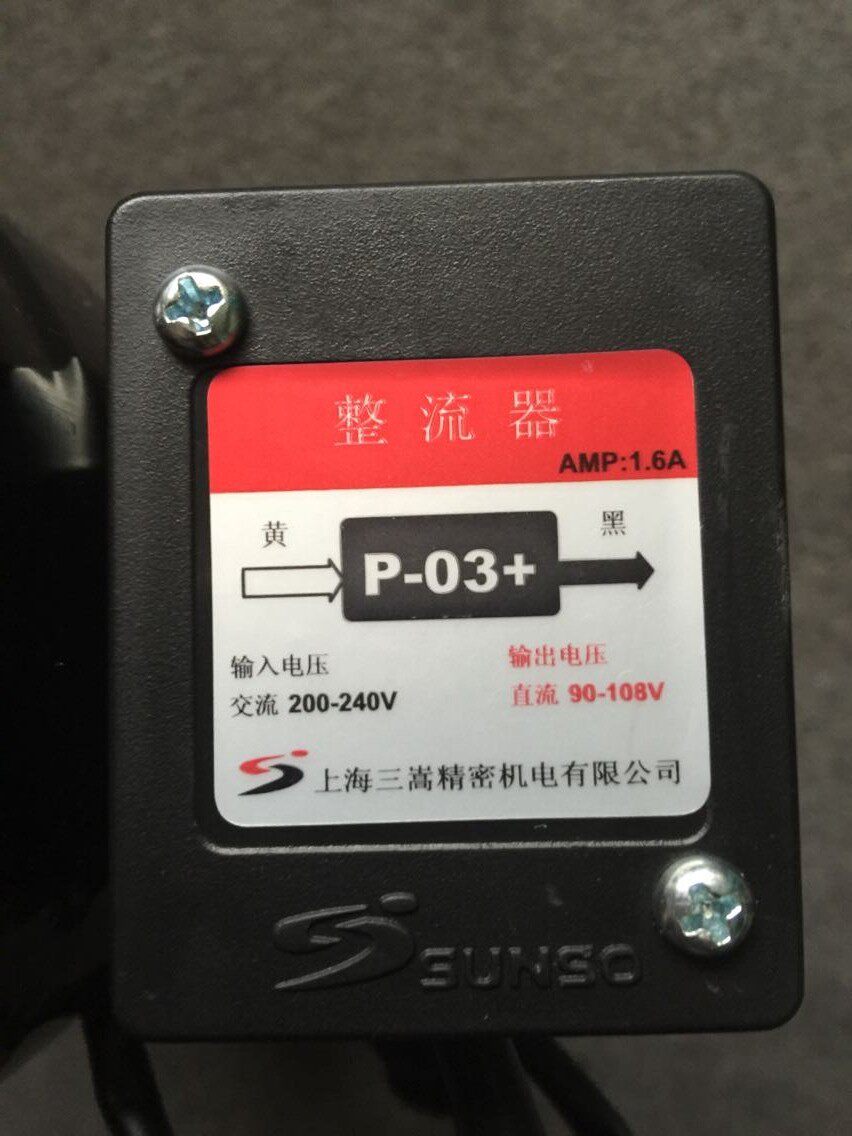 整流器
AMP:1.6A
黄
黑
P-03+
输入电压
输出电压
交流 200-240V
直流 90-108V
上海三嵩精密机电有限公司
SUNSO